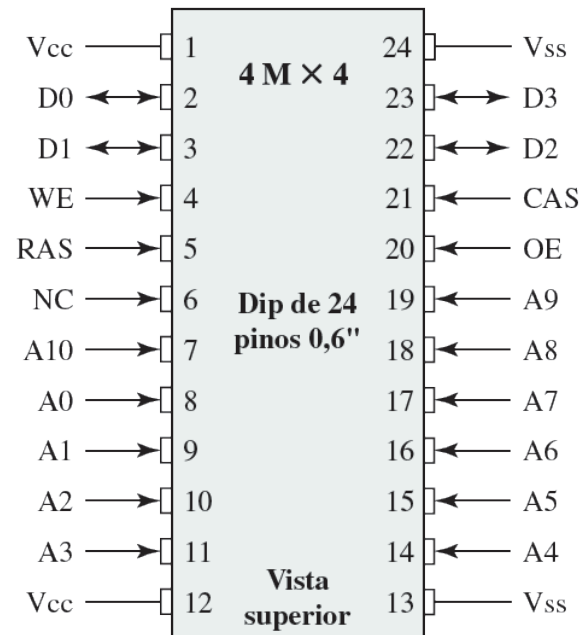 Vcc 1 24 Vss
4 M × 4
D0 2 23 D3
D1 3 22 D2
WE 4 21 CAS
RAS 5 20 OE
NC 6 Dip de 24 19 A9
pinos 0,6"
A10 7 18 A8
A0 8 17 A7
A1 9 16 A6
A2 10 15 A5
A3 11 14 A4
Vista
Vcc 12 superior 13 Vss